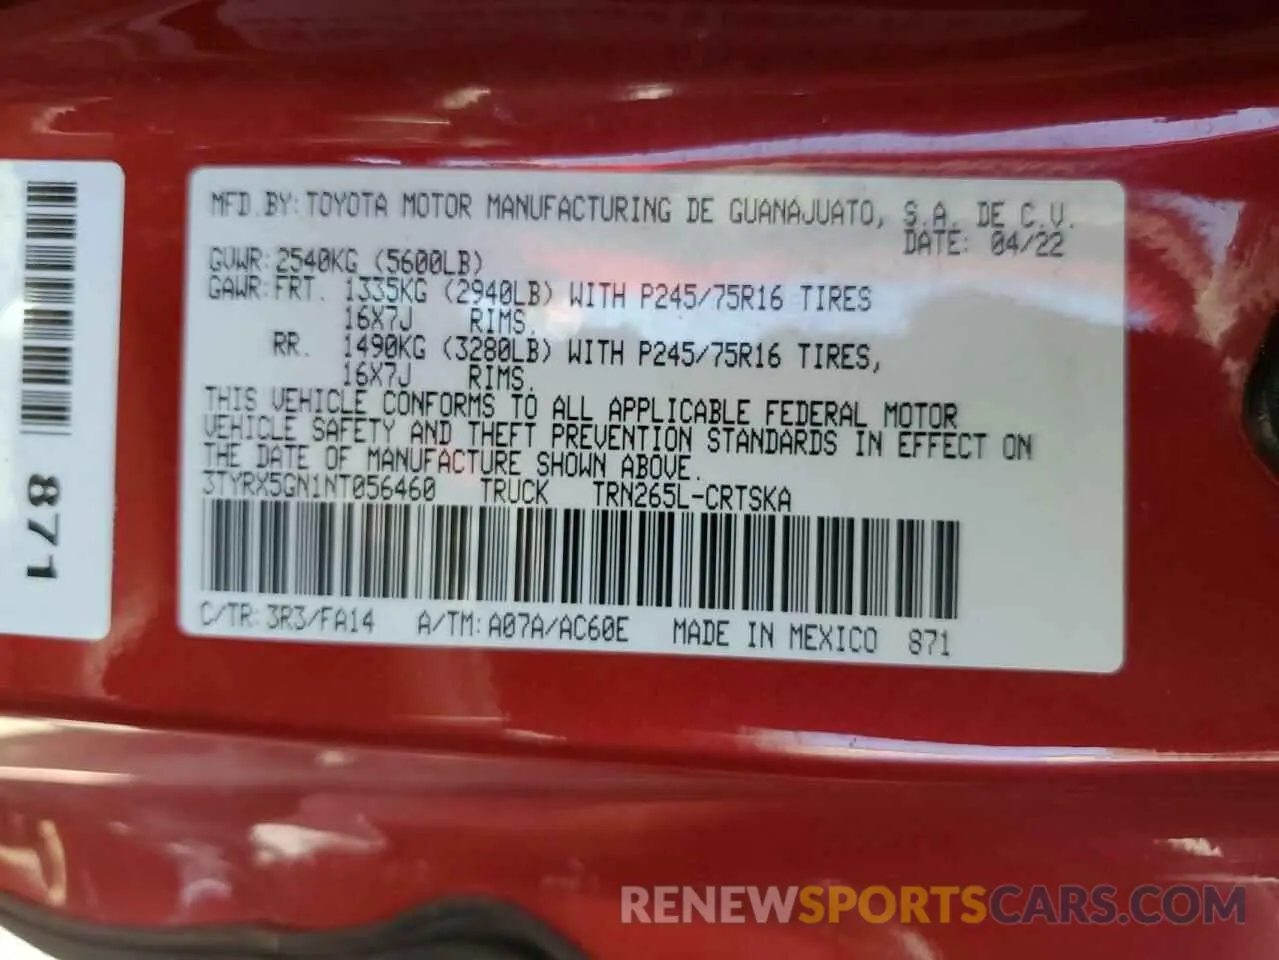 MFD.BY: TOYOTA MOTOR MANUFACTURING DE GUANAJUATO, S.A. DE C.V.
DATE: 04/22
GVWR: 2540KG (5600LB)
GAWR: FRT. 1335KG (2940LB) WITH P245/75R16 TIRES
16X7J RIMS.
RR. 1490KG (3280LB) WITH P245/75R16 TIRES,
16X7J RIMS.
THIS VEHICLE CONFORMS TO ALL APPLICABLE FEDERAL MOTOR
VEHICLE SAFETY AND THEFT PREVENTION STANDARDS IN EFFECT ON
THE DATE OF MANUFACTURE SHOWN ABOVE.
3TYRX5GN1NT056460 TRUCK TRN265L-CRTSKA
C/TR: 3R3/FA14 A/TM: A07A/AC60E MADE IN MEXICO 871
871
RENEWSPORTSCARS.COM